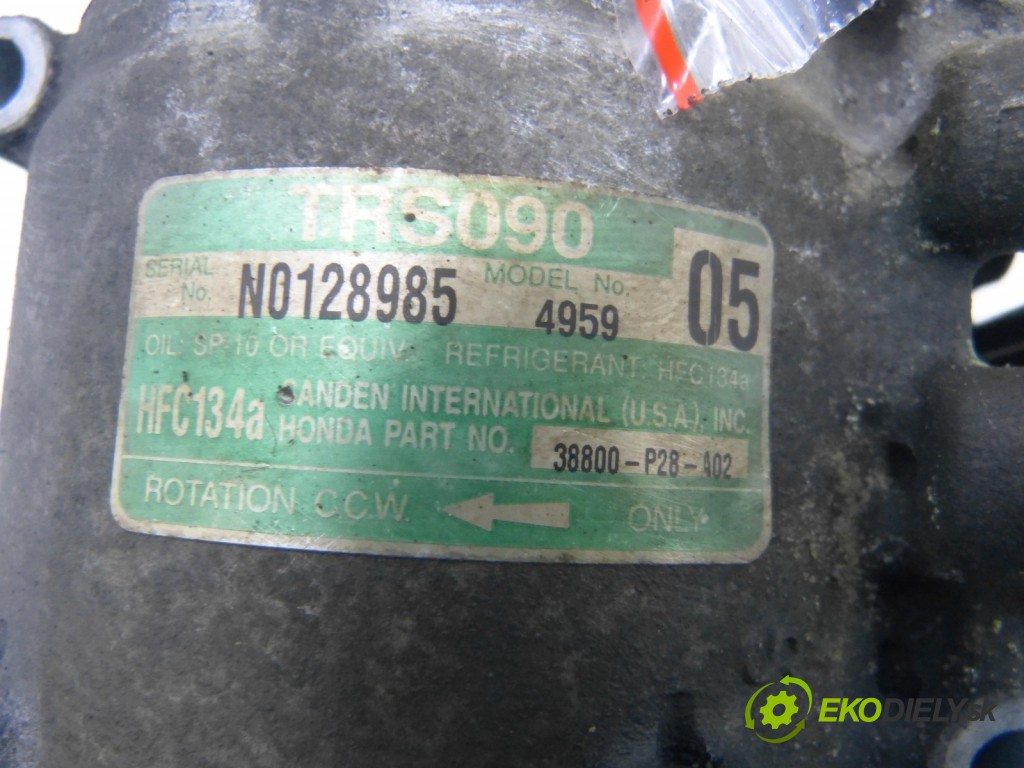 TRS090
SERIAL No. N0128985 MODEL No. 4959 05
OIL: SP-10 OR EQUIV. REFRIGERANT: HFC134a
HFC134a SANDEN INTERNATIONAL (U.S.A.), INC.
HONDA PART NO. 38800-P28-A02
ROTATION C.C.W. ONLY
EKODIELY.SK